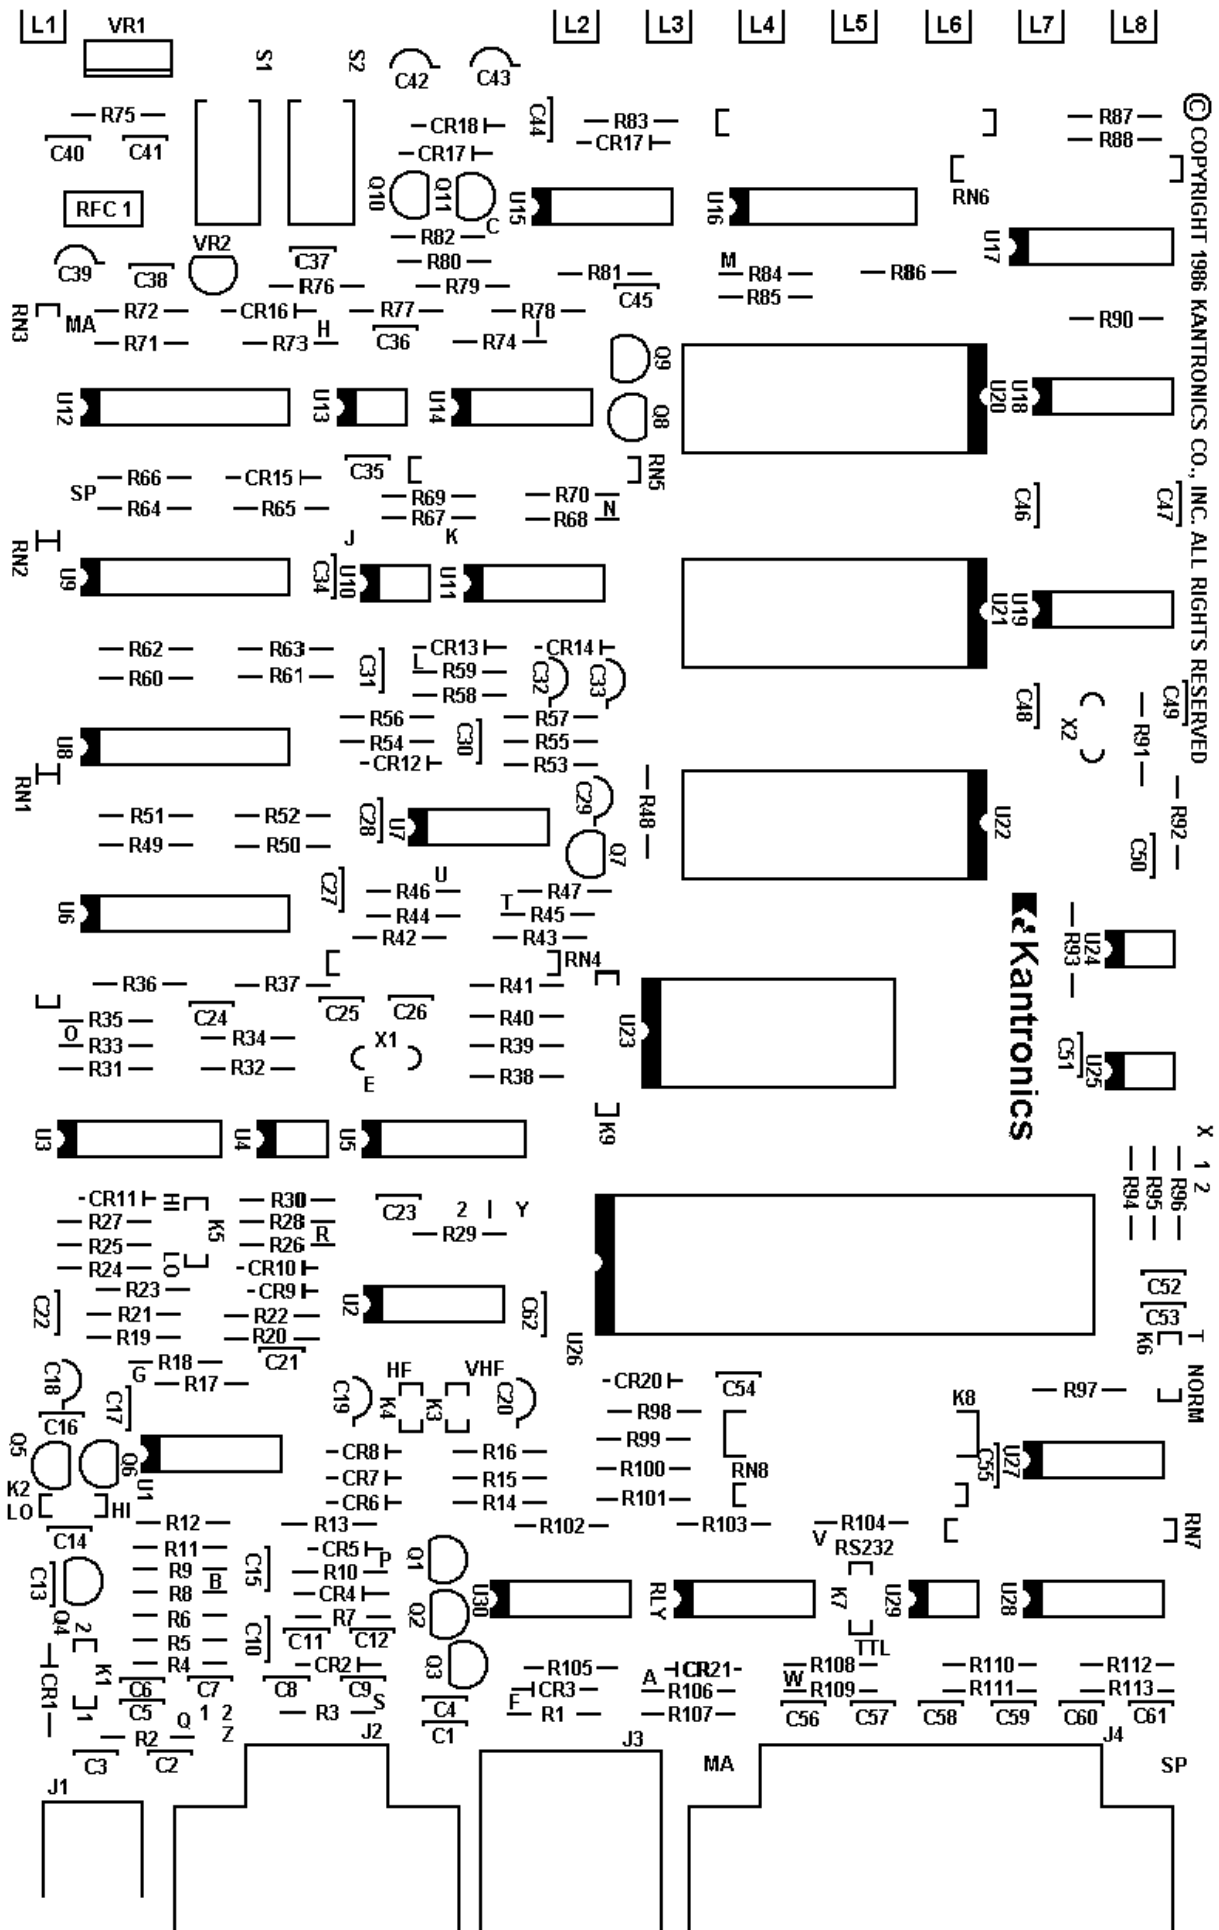 L1 VR1 L2 L3 L4 L5 L6 L7 L8
S1 S2 C42 C43
R75 CR18 C44 R83 R87
C40 C41 CR17 CR17 R88
© COPYRIGHT 1986 KANTRONICS CO., INC. ALL RIGHTS RESERVED
RFC 1 Q10 Q11 C U15 U16 RN6
VR2 R82 U17
C39 C38 C37 R80 M
R76 R79 R81 C45 R84 R86
R85
RN3 MA R72 CR16 R77 R78
R71 R73 H C36 R74 I R90
Q9
U12 U13 U14 Q8 U20 U18
C35 RN5
SP R66 CR15 R69 R70
R64 R65 R67 R68 N C46 C47
RN2 J K
U9 C34 U10 U11 U21 U19
R62 R63 C31 CR13 CR14
R60 R61 L R59 C32 C33
R58 C48 X2 C49
R56 R57 R91
U8 R54 C30 R55
CR12 R53
RN1 C29 R48 R92
R51 R52 C28 U7 U22
R49 R50 Q7 C50
C27 R46 U R47
U6 R44 T R45
R42 R43 R93 U24
RN4 Kantronics
R36 R37 R41
C24 C25 C26
R35 R40 U23
O R33 R34 X1 R39 C51
R31 R32 E R38 U25
U3 U4 U5 K9 X 1 2
R94 R95 R96
CR11 HI R30 C23 2 I Y
R27 K5 R28 R29
R25 R26 R
R24 LO CR10 C52
R23 CR9
C22 R21 R22 U2 C62 C53
R19 R20 U26 K6 T
C21
C18 R18 HF VHF CR20 C54 NORM
G R17 C19 K4 K3 C20 R97
C17 R98 K8
C16
Q5 Q6 U1 CR8 R16 R99 C55 U27
K2 CR7 R15 R100 RN8
LO HI CR6 R14 R101
R12 R13 R102 R103 R104
C14 R11 CR5 P V RS232 RN7
R9 C15 R10 Q1
C13 R8 B CR4 U30 RLY K7 U29 U28
Q4 R6 R7 Q2
2 R5 C10 C11 C12 TTL
K1 R4 CR2 Q3 R105 CR21 R108 R110 R112
CR1 C6 C7 C8 C9 CR3 A R106 W R109 R111 R113
1 C5 Q 1 2 R3 S C4 F R1 R107 C56 C57 C58 C59 C60 C61
R2 Z J2 C1 J3 J4
C3 C2 MA SP
J1